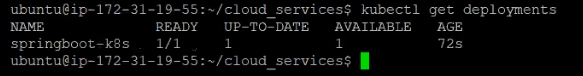 ubuntu@ip-172-31-19-55:~/cloud_services$ kubectl get deployments
NAME READY UP-TO-DATE AVAILABLE AGE
springboot-k8s 1/1 1 1 72s
ubuntu@ip-172-31-19-55:~/cloud_services$